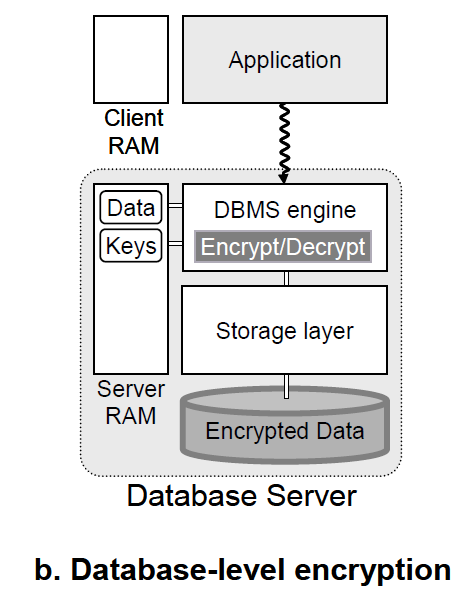 Application
Client
RAM
Data
DBMS engine
Keys
Encrypt/Decrypt
Storage layer
Server
RAM
Encrypted Data
Database Server
b. Database-level encryption